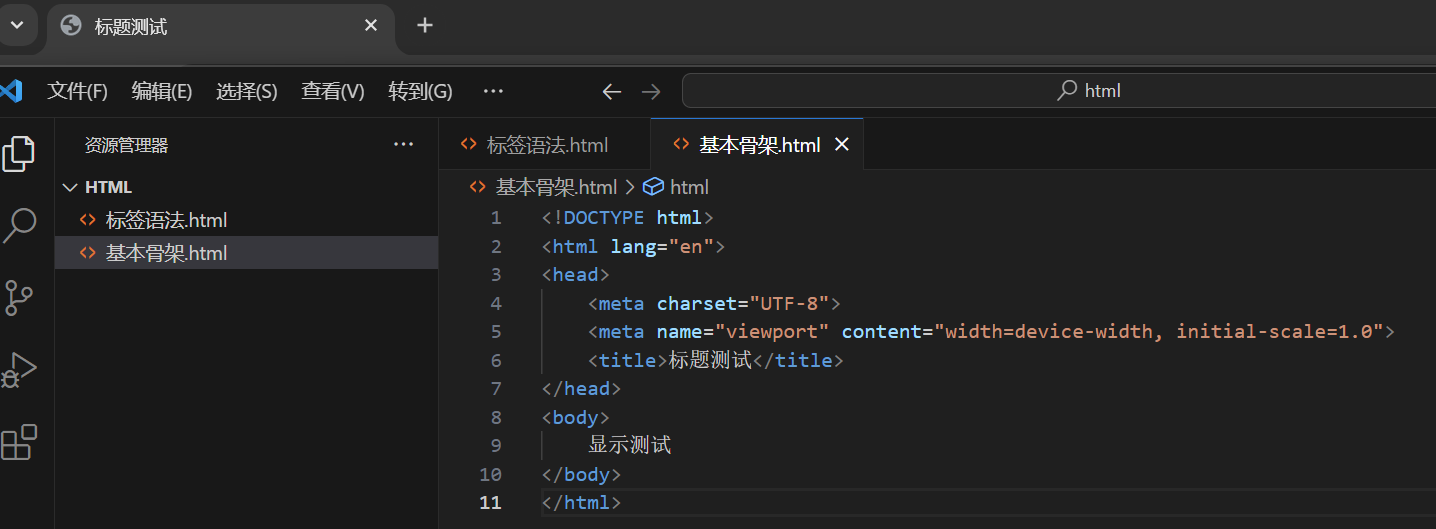 标题测试
文件(F) 编辑(E) 选择(S) 查看(V) 转到(G) ··· html
资源管理器 ···
HTML
标签语法.html
基本骨架.html
标签语法.html 基本骨架.html
基本骨架.html > html
1 <!DOCTYPE html>
2 <html lang="en">
3 <head>
4     <meta charset="UTF-8">
5     <meta name="viewport" content="width=device-width, initial-scale=1.0">
6     <title>标题测试</title>
7 </head>
8 <body>
9     显示测试
10 </body>
11 </html>